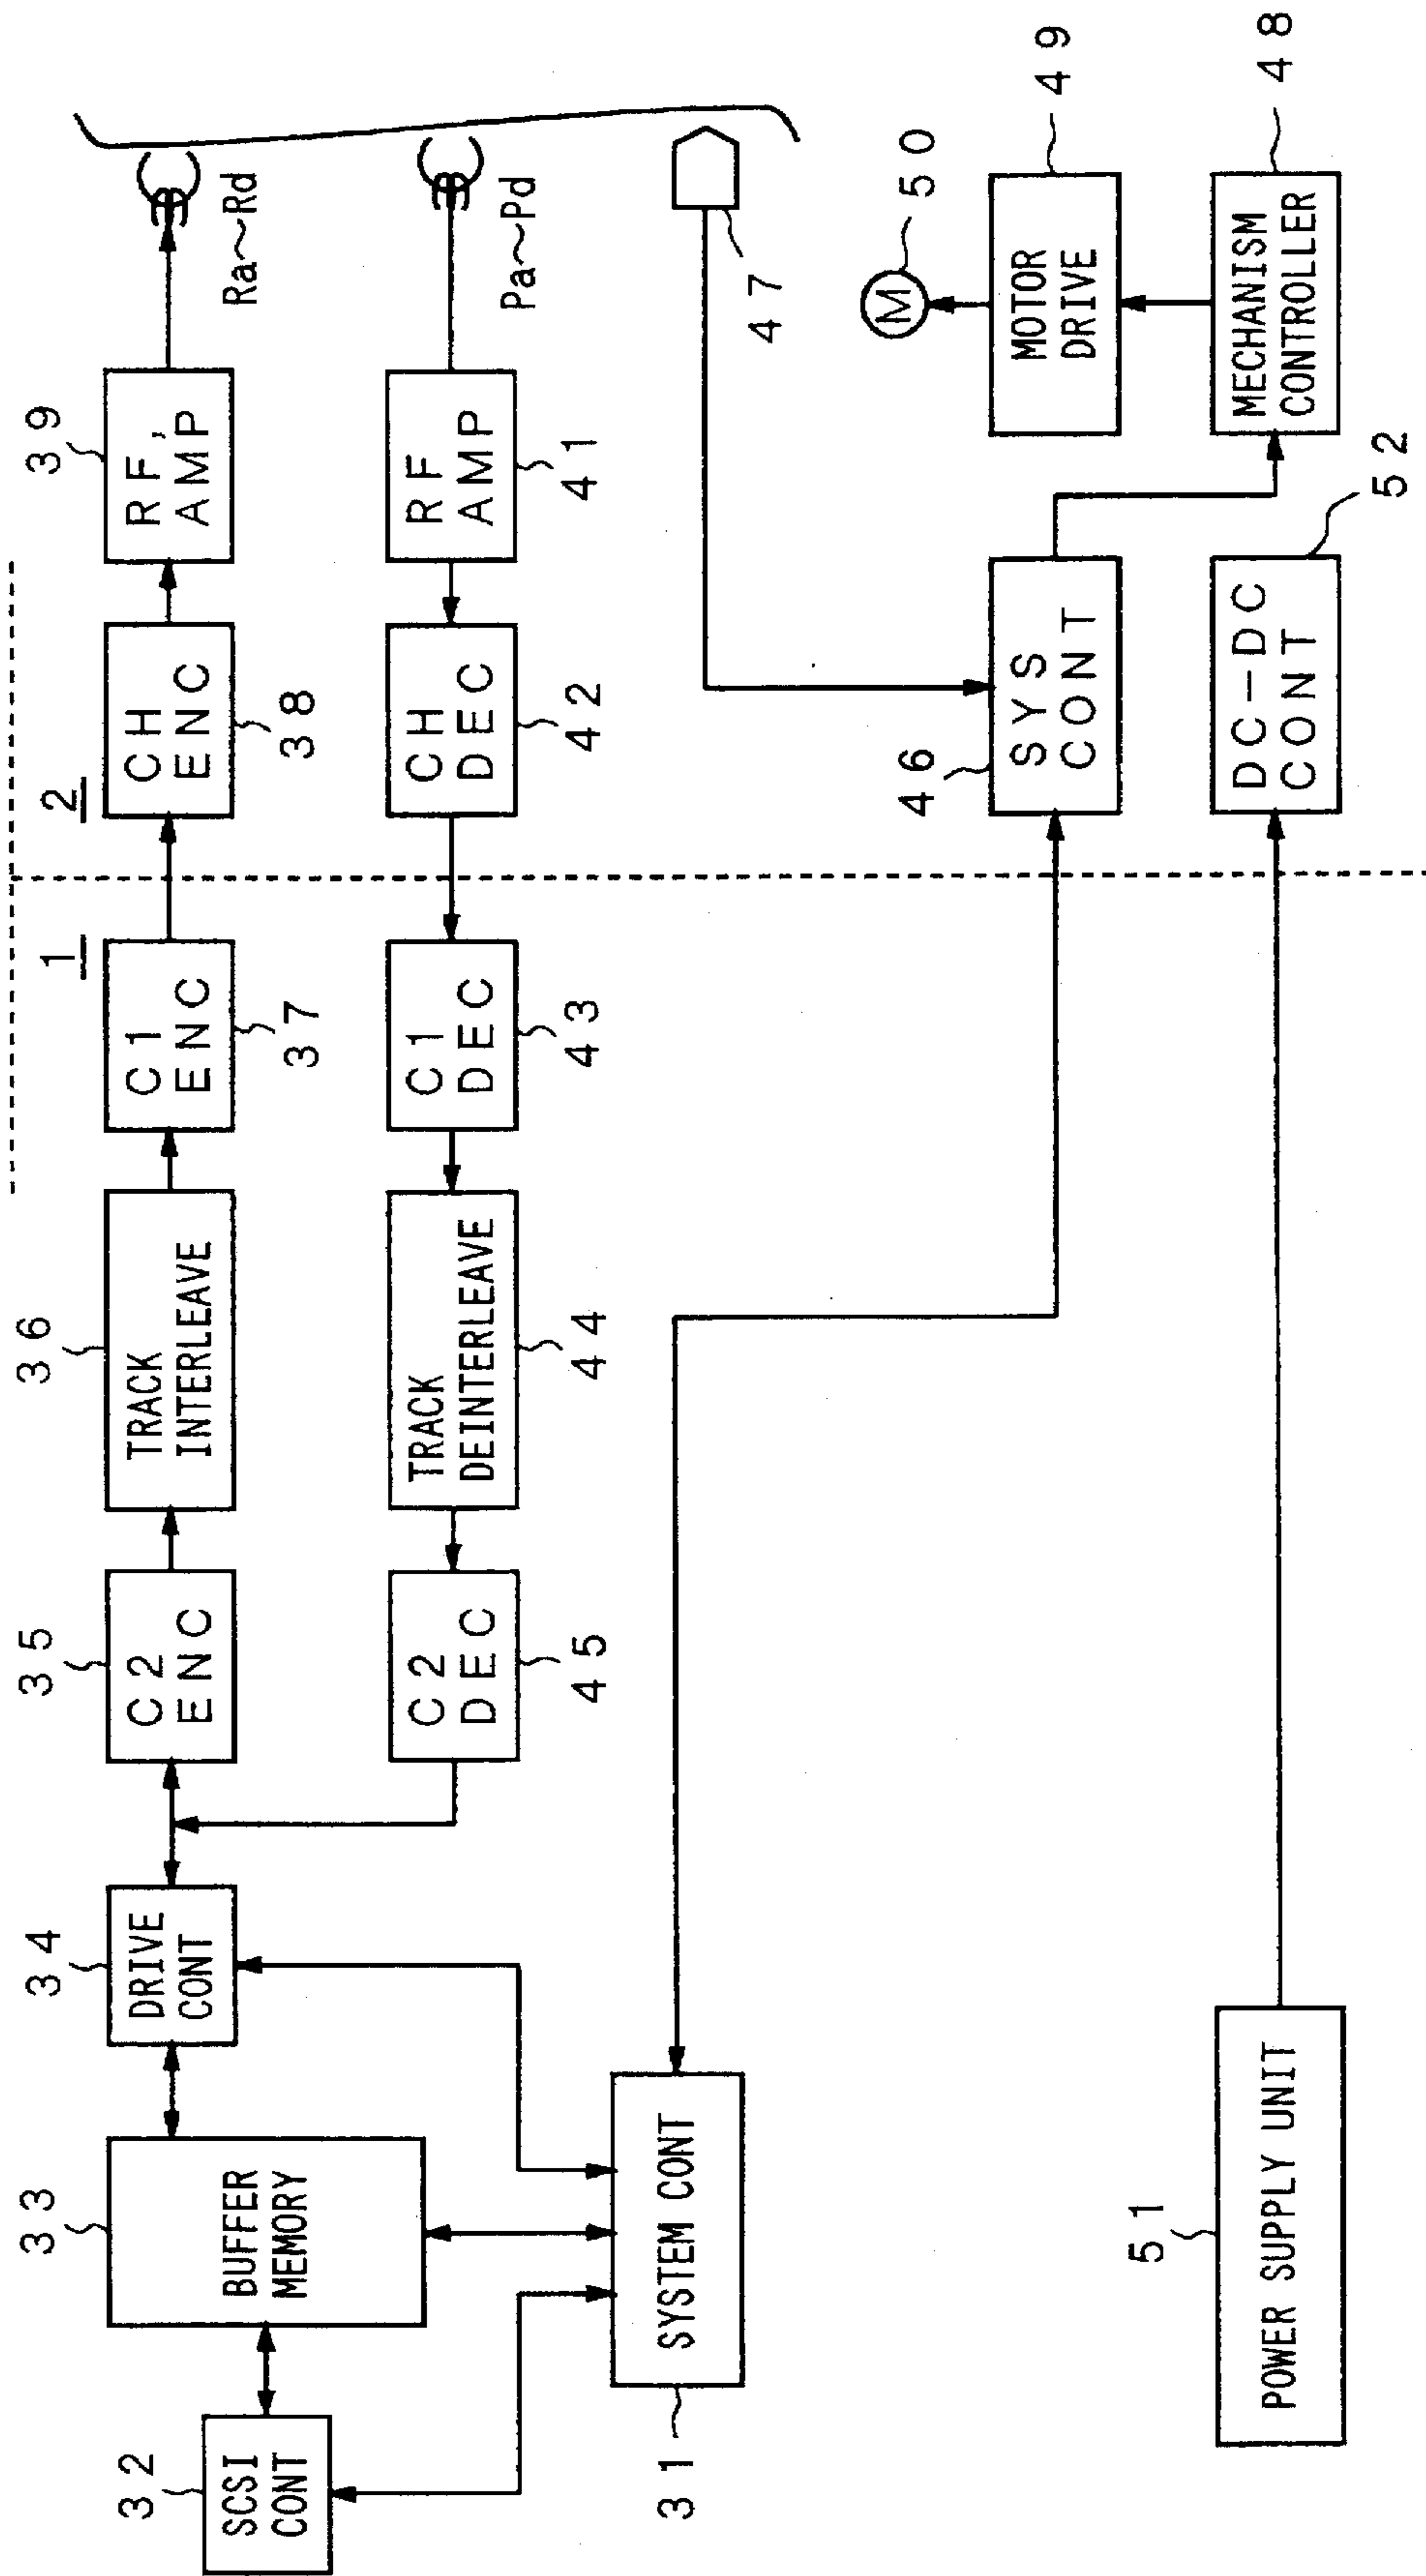 32
SCSI
CONT
33
BUFFER
MEMORY
34
DRIVE
CONT
35
C2
ENC
36
TRACK
INTERLEAVE
1
C1
ENC
37
2
CH
ENC
38
39
RF,
AMP
Ra～Rd
C2
DEC
45
TRACK
DEINTERLEAVE
44
C1
DEC
43
CH
DEC
42
RF
AMP
41
Pa～Pd
31
SYSTEM CONT
47
46
SYS
CONT
M
50
MOTOR
DRIVE
49
51
POWER SUPPLY UNIT
DC-DC
CONT
52
MECHANISM
CONTROLLER
48